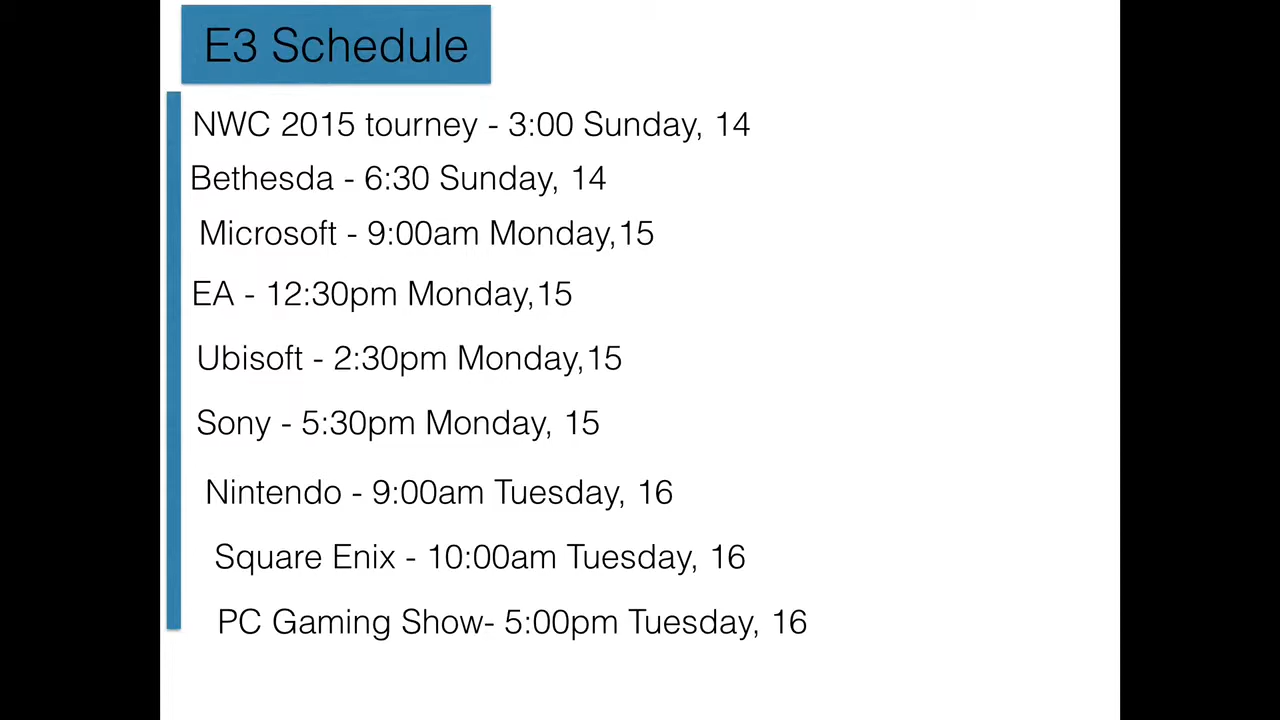 E3 Schedule
NWC 2015 tourney - 3:00 Sunday, 14
Bethesda - 6:30 Sunday, 14
Microsoft - 9:00am Monday,15
EA - 12:30pm Monday,15
Ubisoft - 2:30pm Monday,15
Sony - 5:30pm Monday, 15
Nintendo - 9:00am Tuesday, 16
Square Enix - 10:00am Tuesday, 16
PC Gaming Show- 5:00pm Tuesday, 16